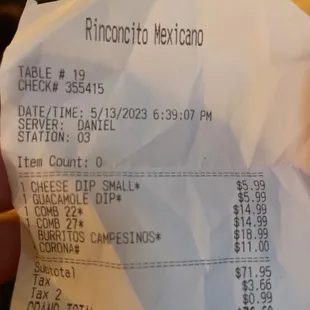 Rinconcito Mexicano
TABLE # 19
CHECK# 355415
DATE/TIME: 5/13/2023 6:39:07 PM
SERVER: DANIEL
STATION: 03
Item Count: 0
1 CHEESE DIP SMALL* $5.99
1 GUACAMOLE DIP* $5.99
1 COMB 22* $14.99
1 COMB 27* $14.99
BURRITOS CAMPESINOS* $18.99
CORONA# $11.00
Subtotal $71.95
Tax $3.66
Tax 2 $0.99
GRAND TOTAL